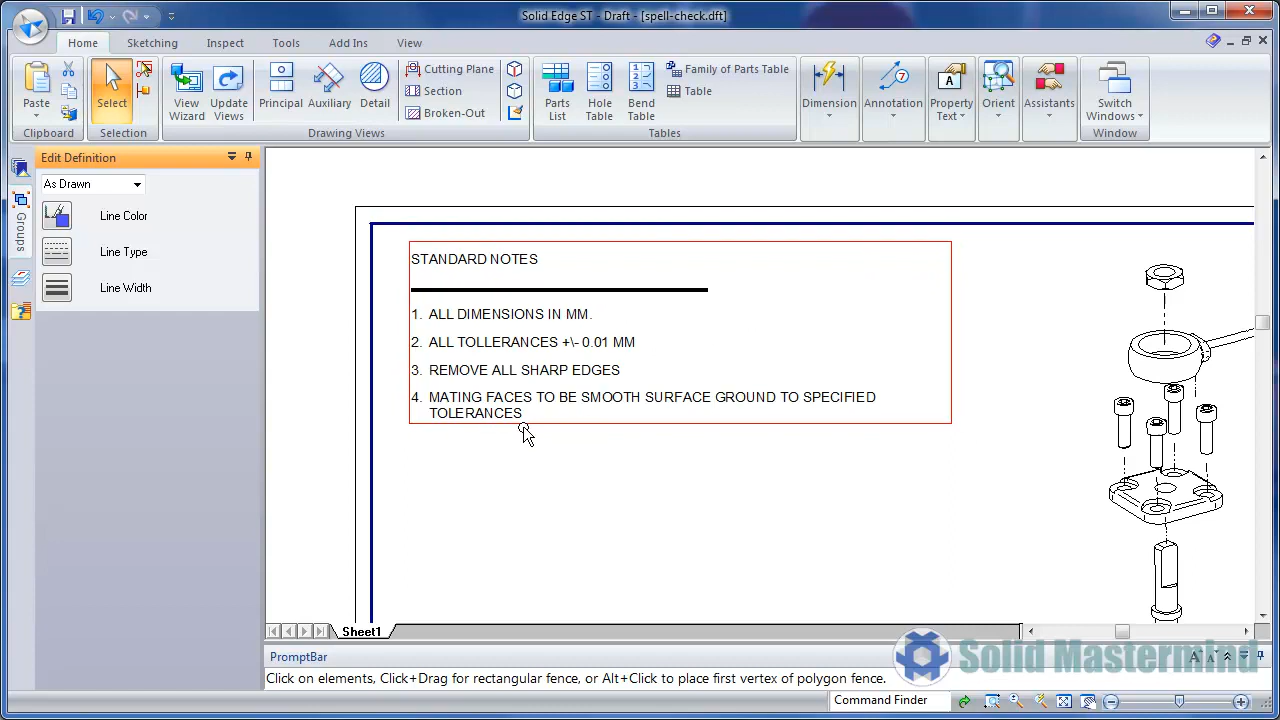 Solid Edge ST - Draft - [spell-check.dft]
Home Sketching Inspect Tools Add Ins View
Paste
Clipboard
Select
Selection
View Wizard
Update Views
Principal
Auxiliary
Detail
Cutting Plane
Section
Broken-Out
Drawing Views
Parts List
Hole Table
Bend Table
Family of Parts Table
Table
Tables
Dimension
Annotation
Property Text
Orient
Assistants
Switch Windows
Window
Edit Definition
As Drawn
Line Color
Line Type
Line Width
Groups
STANDARD NOTES
1. ALL DIMENSIONS IN MM.
2. ALL TOLLERANCES +\- 0.01 MM
3. REMOVE ALL SHARP EDGES
4. MATING FACES TO BE SMOOTH SURFACE GROUND TO SPECIFIED
TOLERANCES
Sheet1
PromptBar
Click on elements, Click+Drag for rectangular fence, or Alt+Click to place first vertex of polygon fence.
Solid Mastermind
Command Finder